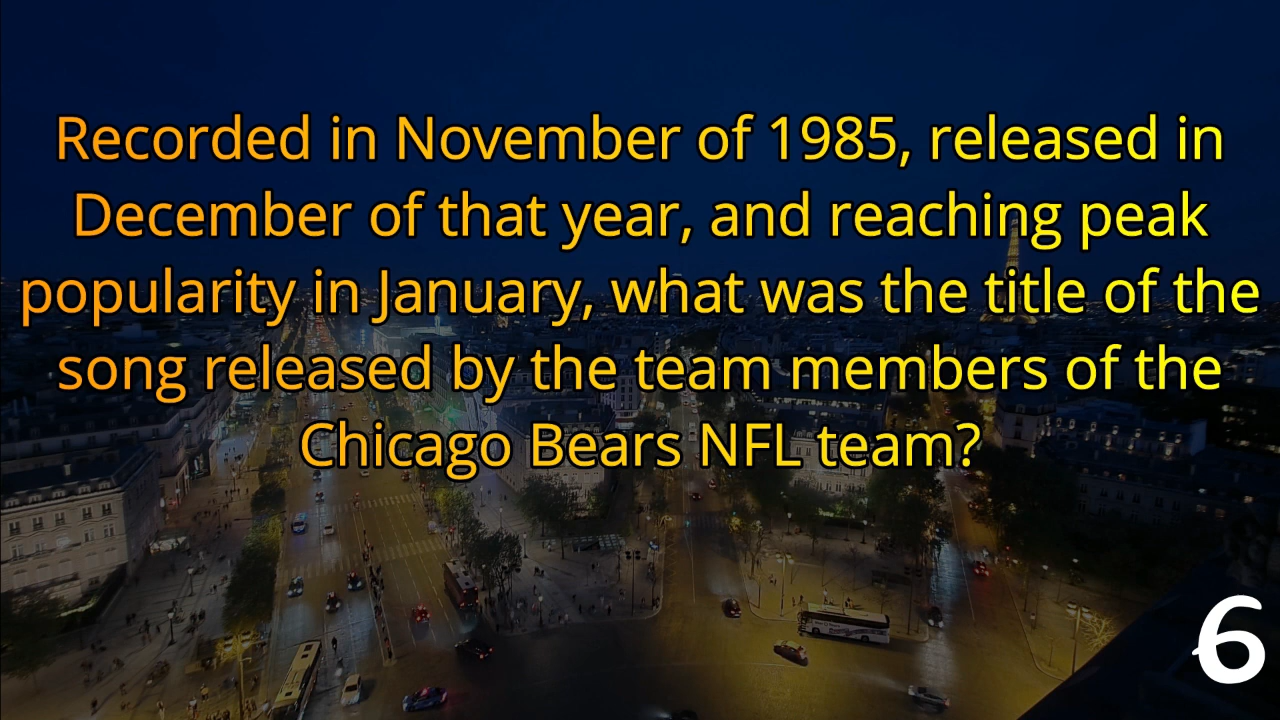 Recorded in November of 1985, released in
December of that year, and reaching peak
popularity in January, what was the title of the
song released by the team members of the
Chicago Bears NFL team?
6